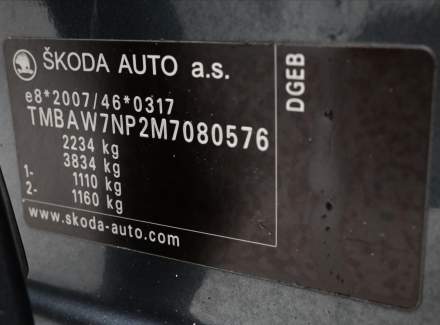 ŠKODA AUTO a.s.
e8*2007/46*0317
TMBAW7NP2M7080576
2234 kg
3834 kg
1- 1110 kg
2- 1160 kg
www.skoda-auto.com
DGEB